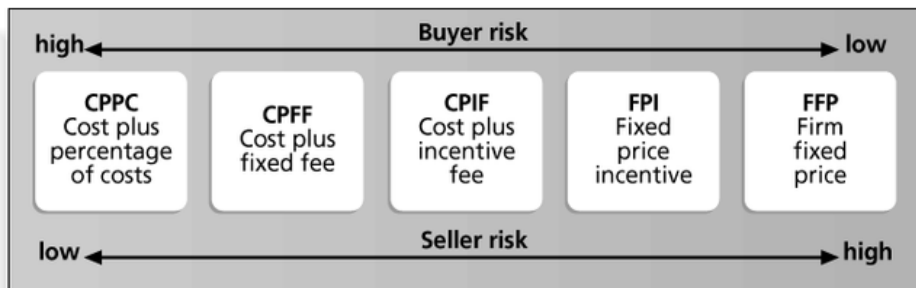 Buyer risk
high
low
CPPC
Cost plus
percentage
of costs
CPFF
Cost plus
fixed fee
CPIF
Cost plus
incentive
fee
FPI
Fixed
price
incentive
FFP
Firm
fixed
price
Seller risk
low
high